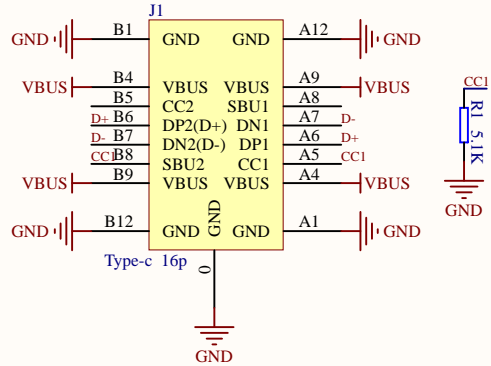 J1
GND B1 GND GND A12 GND
VBUS B4 VBUS VBUS A9 VBUS
B5 CC2 SBU1 A8
D+ B6 DP2(D+) DN1 A7 D-
D- B7 DN2(D-) DP1 A6 D+
CC1 B8 SBU2 CC1 A5 CC1
VBUS B9 VBUS VBUS A4 VBUS
GND B12 GND GND A1 GND
GND
Type-c 16p
0
GND
CC1
R1 5.1K
GND